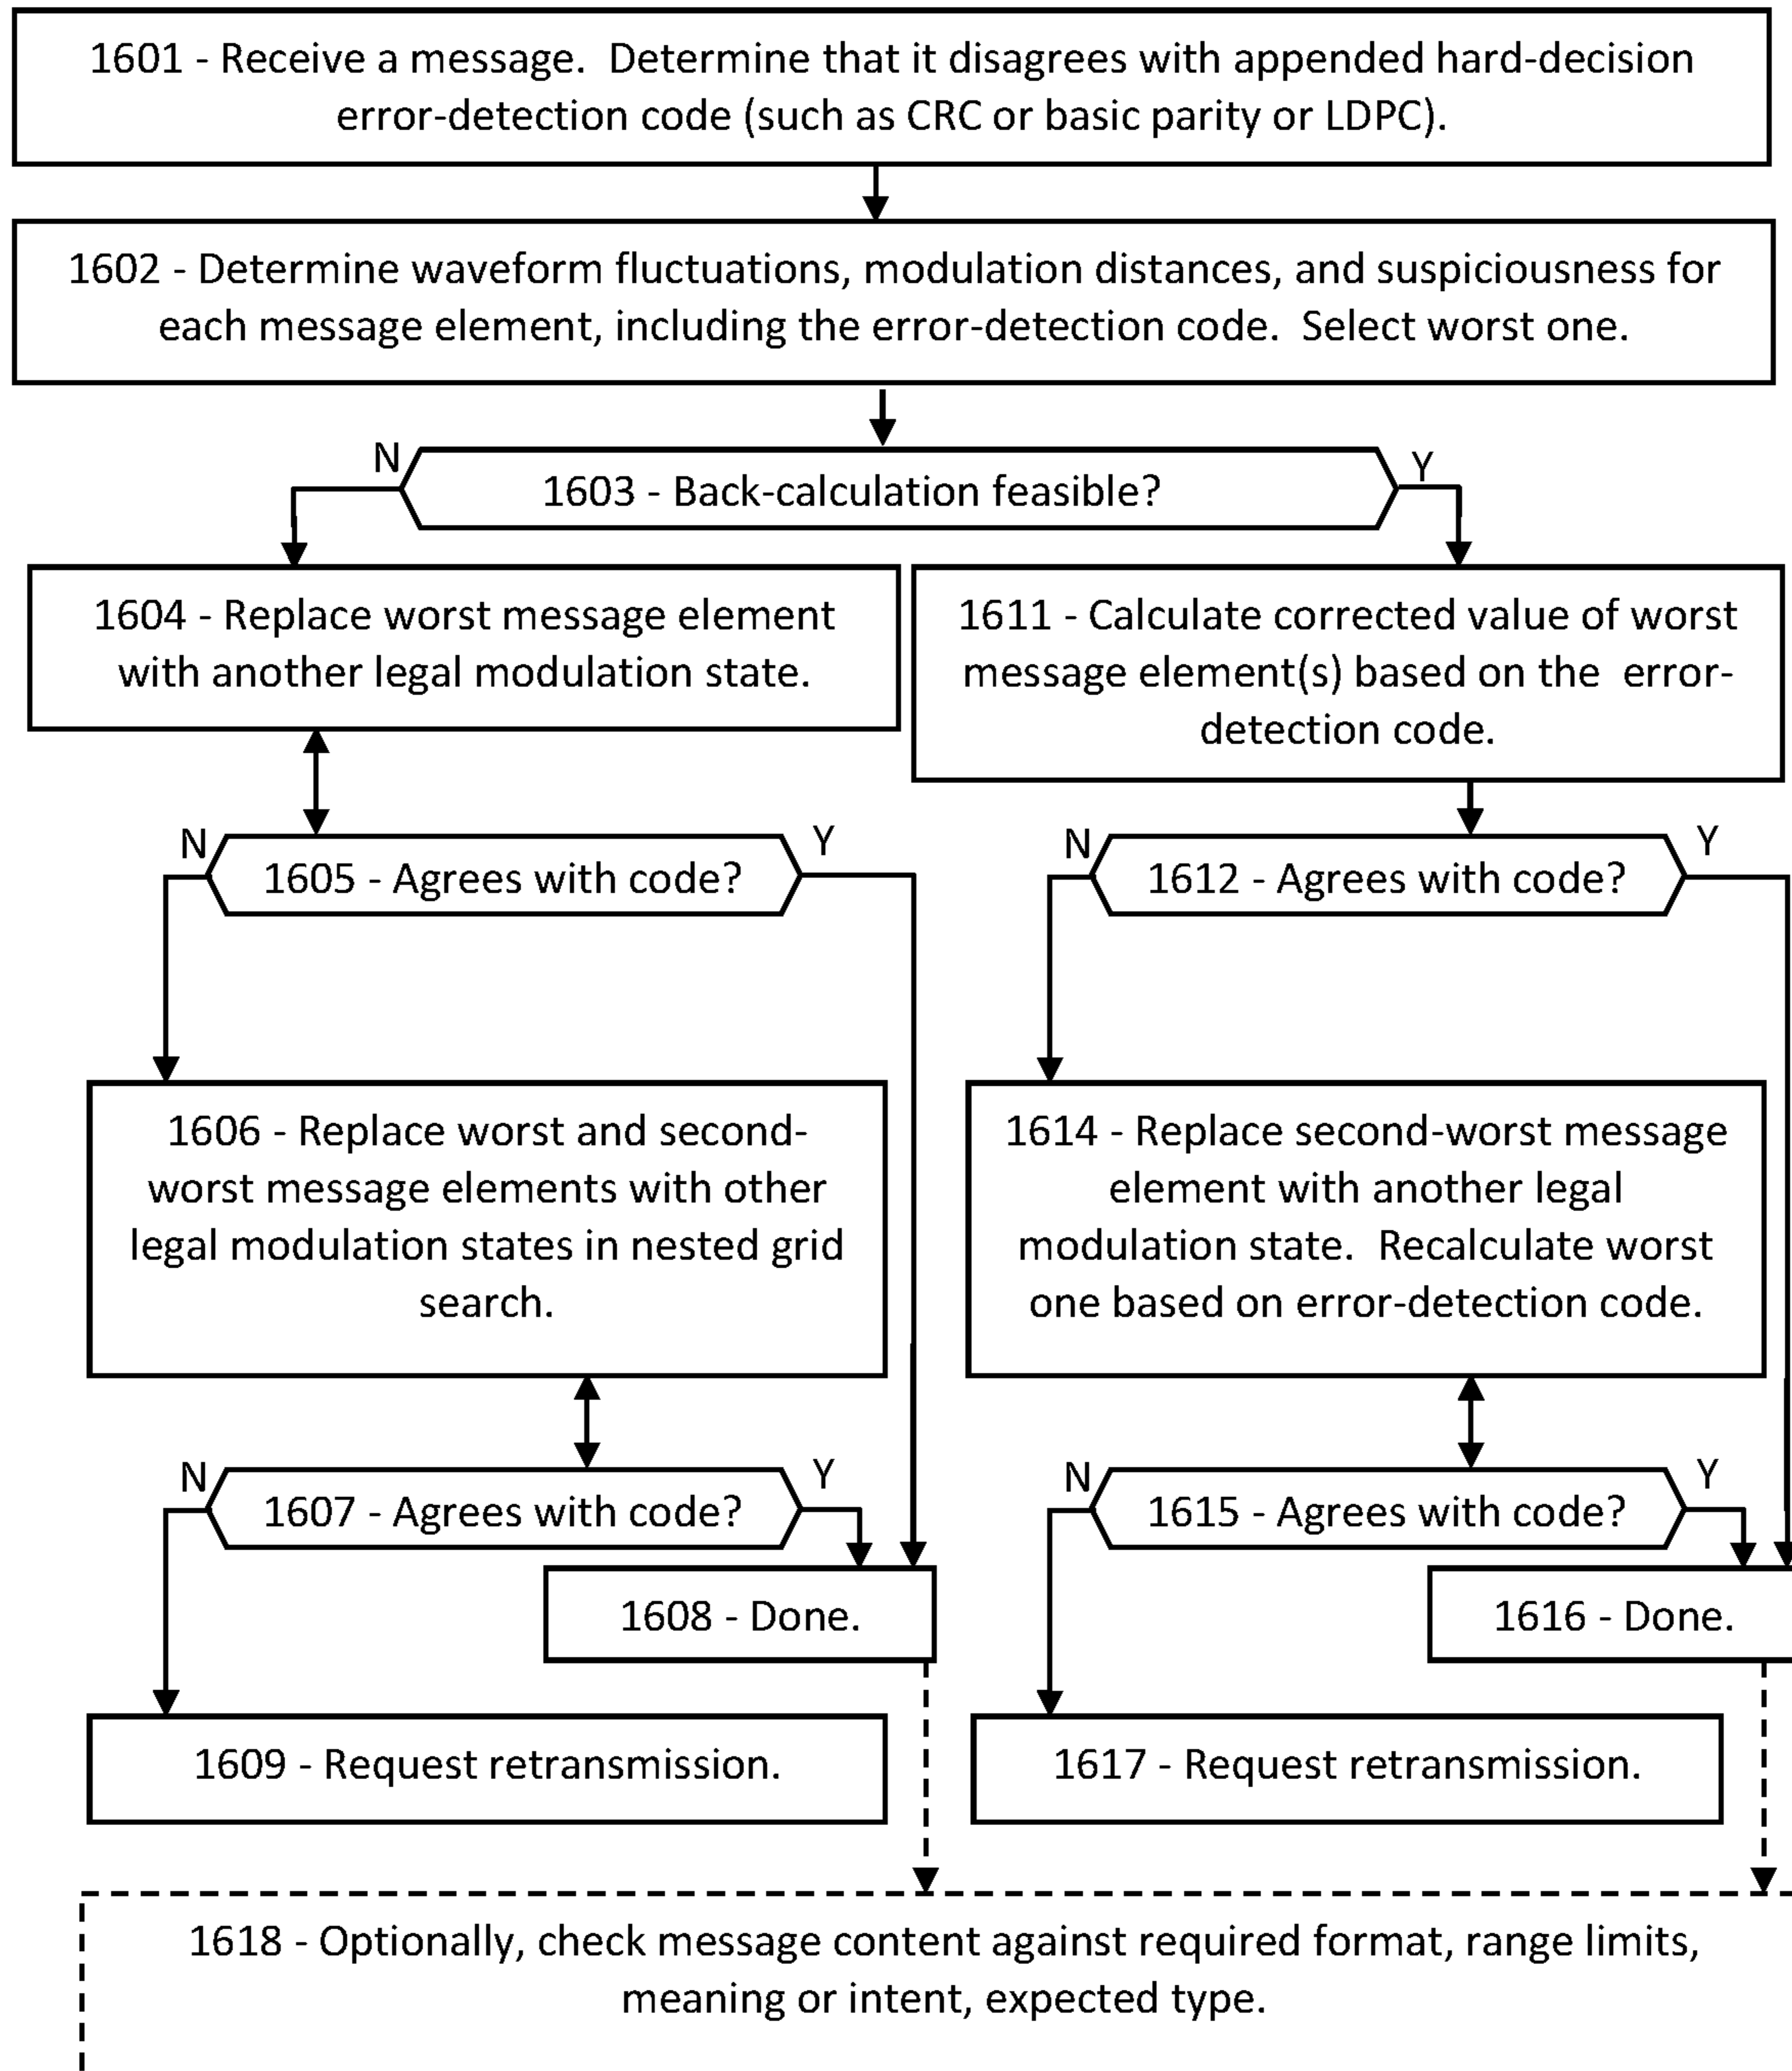 1601 - Receive a message.  Determine that it disagrees with appended hard-decision
error-detection code (such as CRC or basic parity or LDPC).
1602 - Determine waveform fluctuations, modulation distances, and suspiciousness for
each message element, including the error-detection code.  Select worst one.
N
Y
1603 - Back-calculation feasible?
1604 - Replace worst message element
with another legal modulation state.
1611 - Calculate corrected value of worst
message element(s) based on the  error-
detection code.
N
Y
1605 - Agrees with code?
N
Y
1612 - Agrees with code?
1606 - Replace worst and second-
worst message elements with other
legal modulation states in nested grid
search.
1614 - Replace second-worst message
element with another legal
modulation state.  Recalculate worst
one based on error-detection code.
N
Y
1607 - Agrees with code?
N
Y
1615 - Agrees with code?
1608 - Done.
1616 - Done.
1609 - Request retransmission.
1617 - Request retransmission.
1618 - Optionally, check message content against required format, range limits,
meaning or intent, expected type.